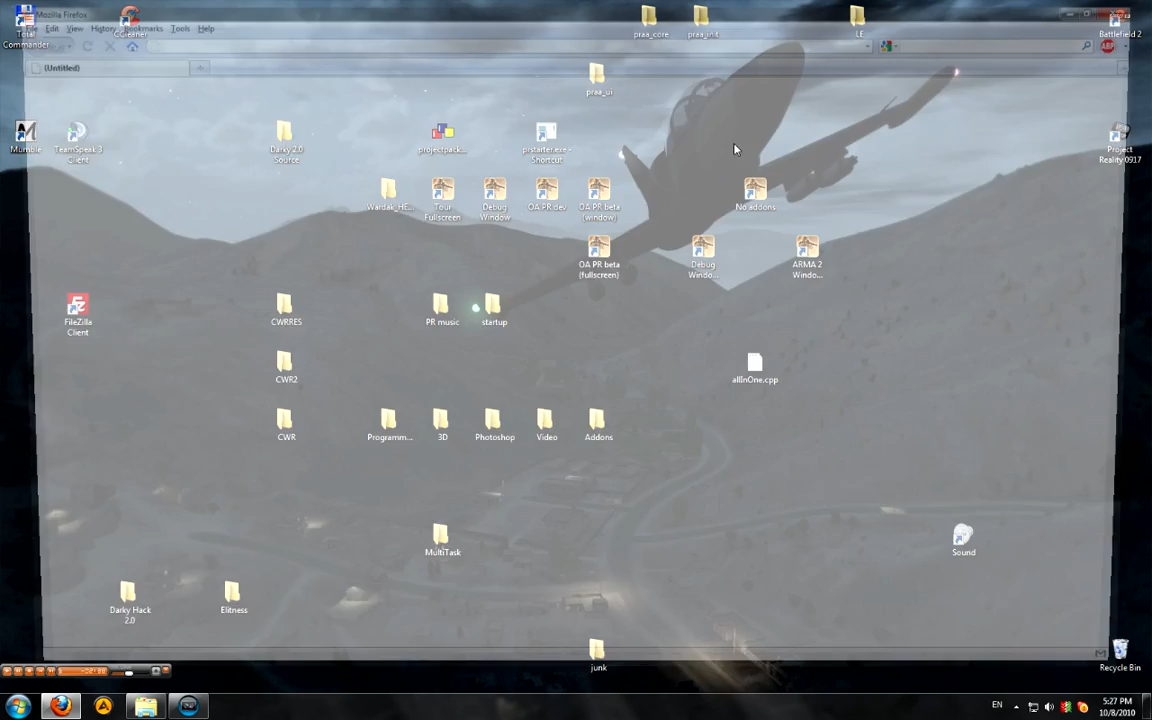 Mozilla Firefox
File Edit View History Bookmarks Tools Help
(Untitled)
ABP
Total
Commander
CCleaner
praa_core
praa_init
LE
Battlefield 2
praa_ui
Mumble
TeamSpeak 3
Client
Darky 2.0
Source
projectpack...
prstarter.exe -
Shortcut
Project
Reality 0917
Wardak_HE...
Tour
Fullscreen
Debug
Window
OA PR dev
OA PR beta
(window)
No addons
OA PR beta
(fullscreen)
Debug
Windo...
ARMA 2
Windo...
FileZilla
Client
CWRRES
PR music
startup
CWR2
allInOne.cpp
CWR
Programm...
3D
Photoshop
Video
Addons
MultiTask
Sound
Darky Hack
2.0
Elitness
junk
Recycle Bin
EN
5:27 PM
10/8/2010